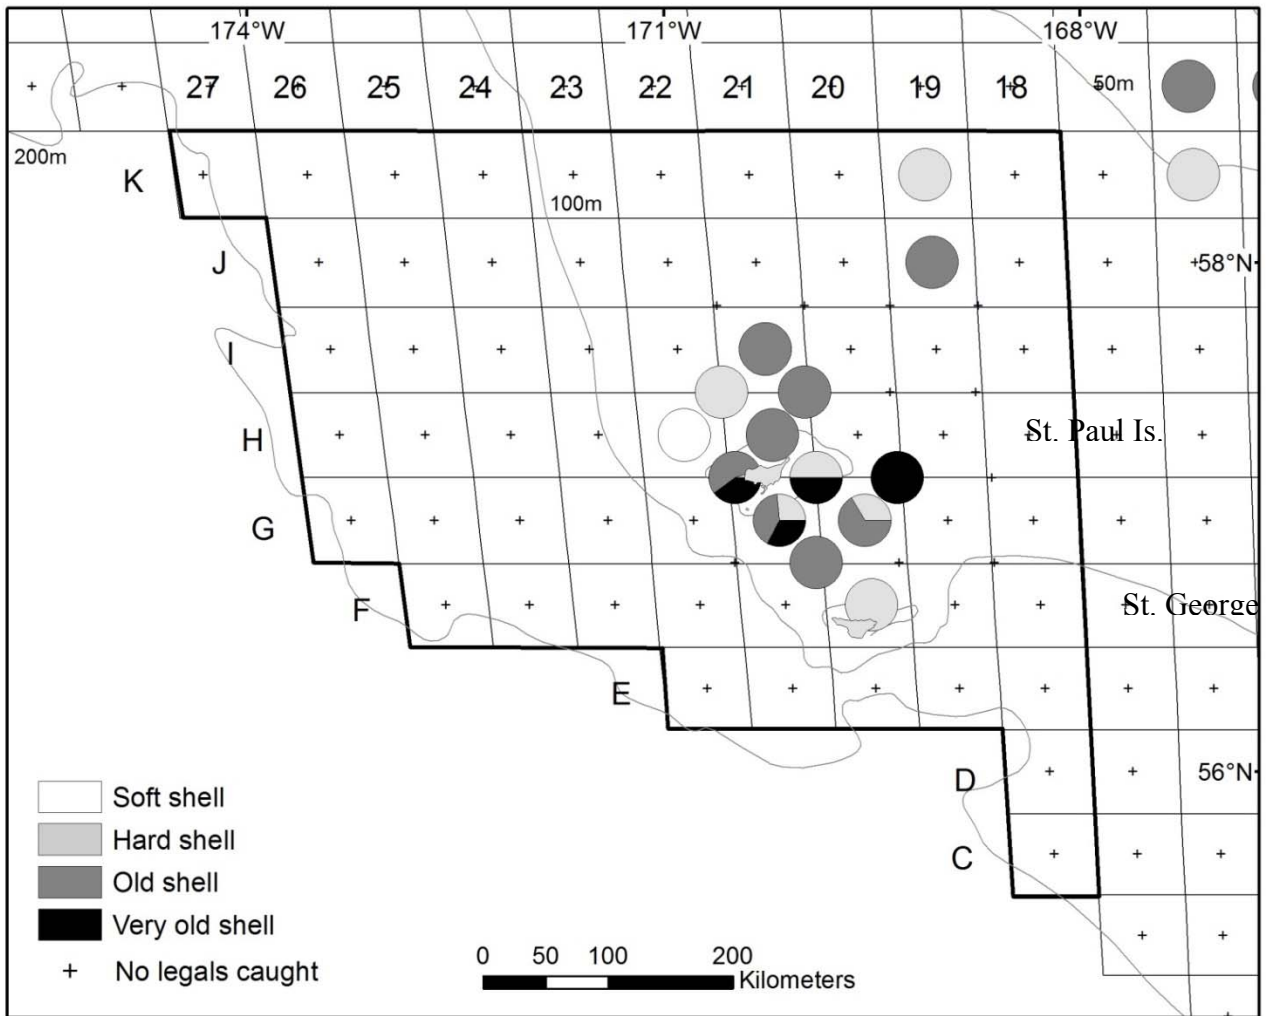 174°W 171°W 168°W
27 26 25 24 23 22 21 20 19 18 50m
200m
K
100m
J 58°N
I
H St. Paul Is.
G
F St. George
E
D 56°N
C
Soft shell
Hard shell
Old shell
Very old shell
+ No legals caught
0 50 100 200
Kilometers